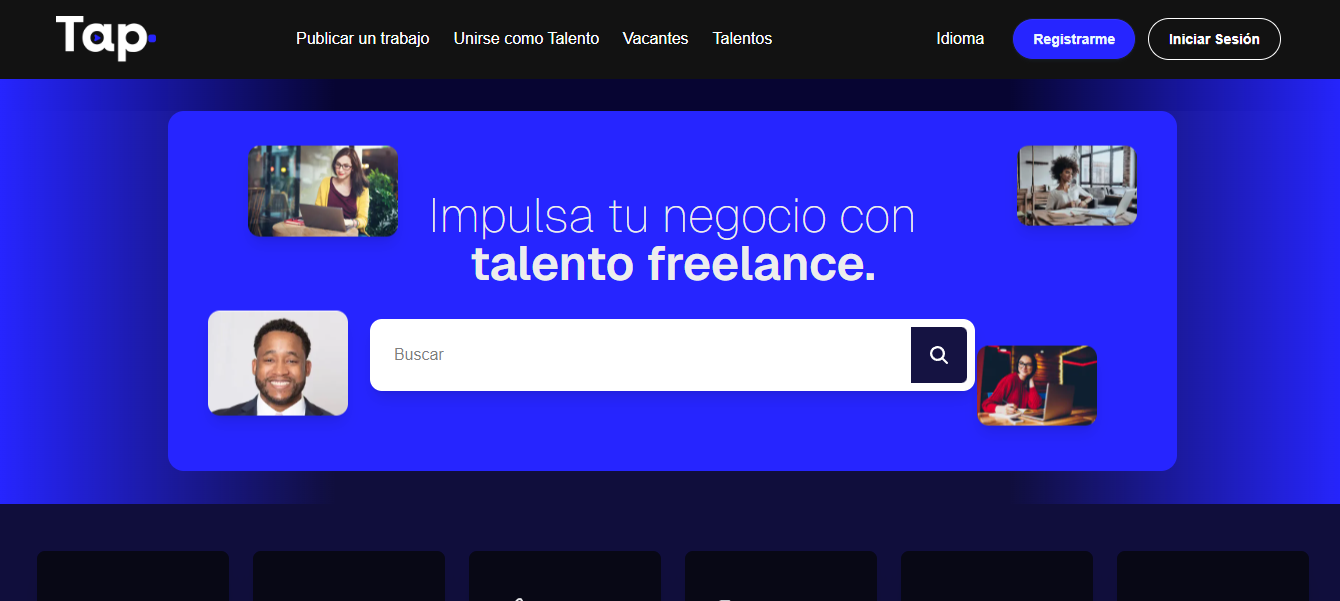 Tap
Publicar un trabajo
Unirse como Talento
Vacantes
Talentos
Idioma
Registrarme
Iniciar Sesión
Impulsa tu negocio con
talento freelance.
Buscar